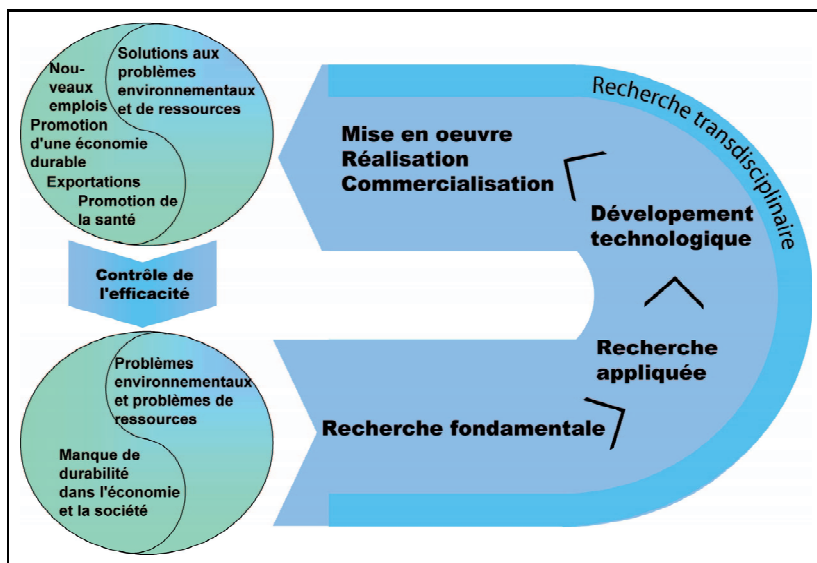 Nou-
veaux
emplois
Promotion
d'une économie
durable
Exportations
Promotion de
la santé
Solutions aux
problèmes
environnementaux
et de ressources
Contrôle de
l'efficacité
Problèmes
environnementaux
et problèmes de
ressources
Manque de
durabilité
dans l'économie
et la société
Recherche fondamentale
Recherche
appliquée
Dévelopement
technologique
Mise en oeuvre
Réalisation
Commercialisation
Recherche transdisciplinaire